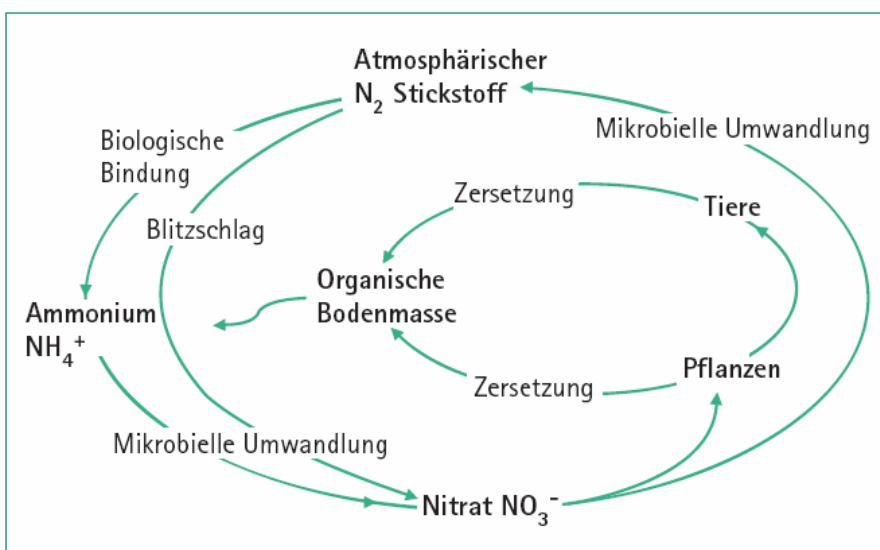 Atmosphärischer
N₂ Stickstoff
Mikrobielle Umwandlung
Biologische
Bindung
Zersetzung
Tiere
Blitzschlag
Organische
Bodenmasse
Ammonium
NH₄⁺
Pflanzen
Zersetzung
Mikrobielle Umwandlung
Nitrat NO₃⁻